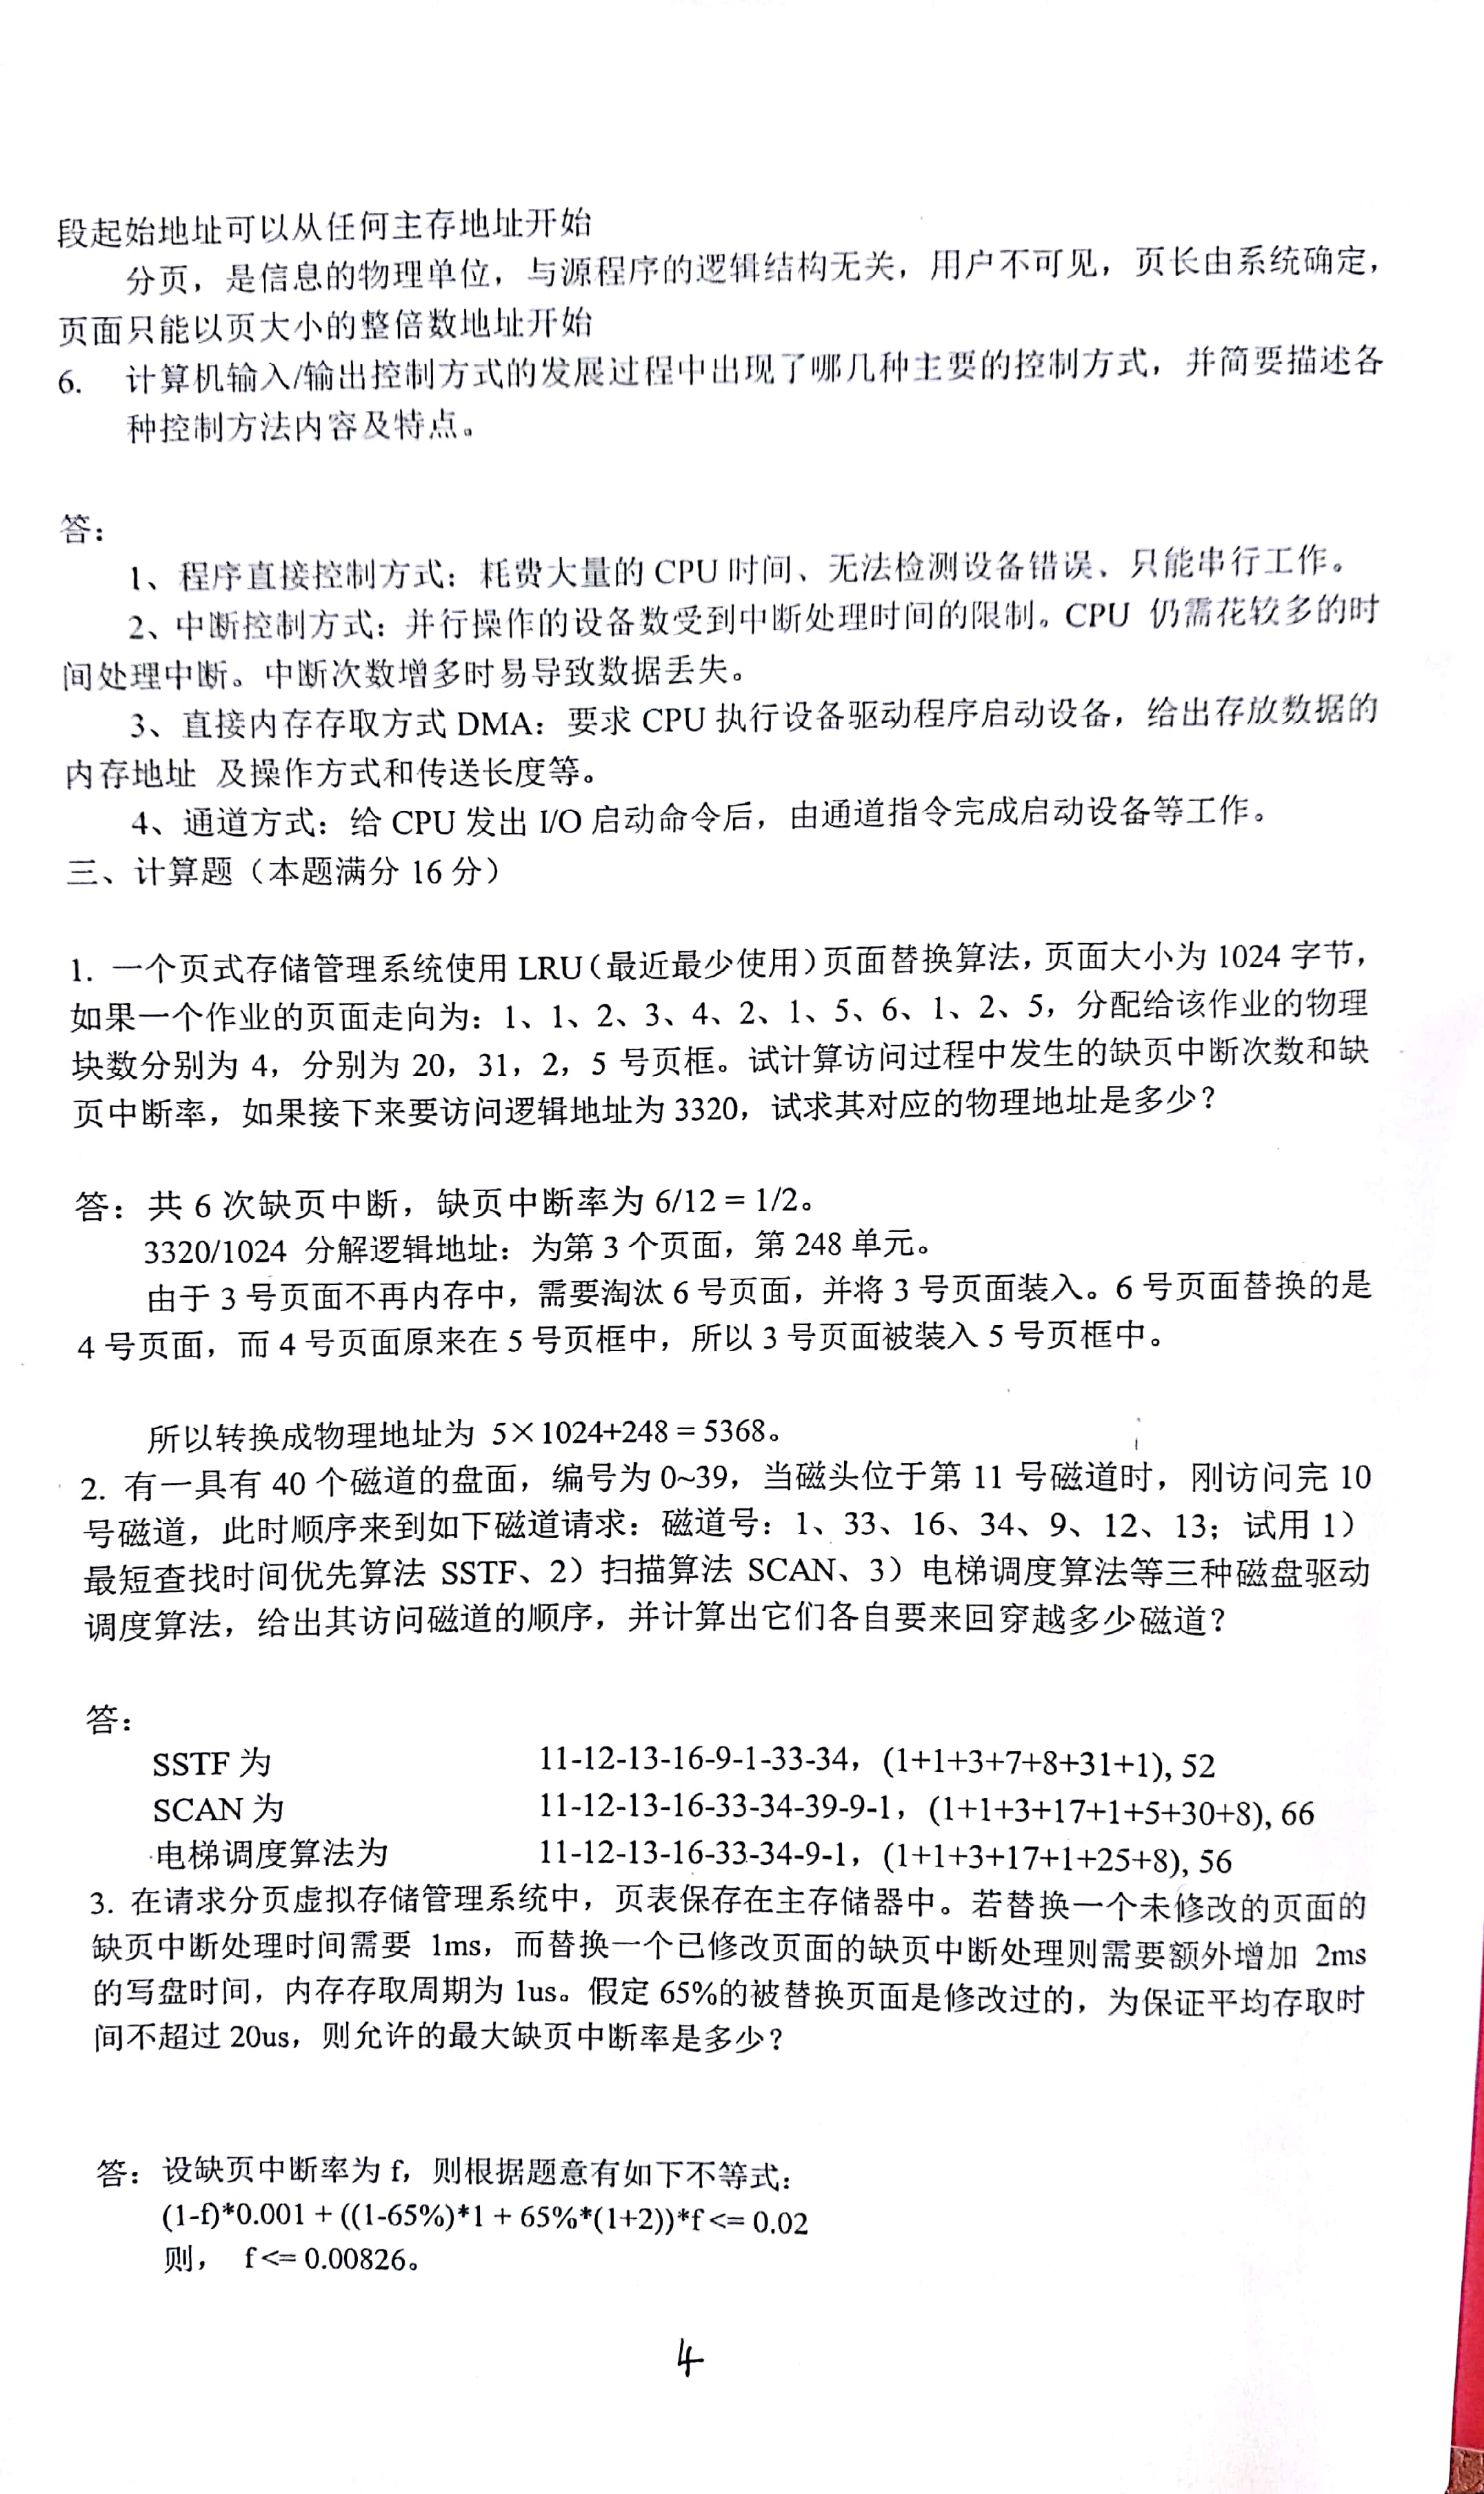 段起始地址可以从任何主存地址开始
分页，是信息的物理单位，与源程序的逻辑结构无关，用户不可见，页长由系统确定，
页面只能以页大小的整倍数地址开始
6. 计算机输入/输出控制方式的发展过程中出现了哪几种主要的控制方式，并简要描述各
种控制方法内容及特点。
答：
1、程序直接控制方式：耗费大量的 CPU 时间、无法检测设备错误、只能串行工作。
2、中断控制方式：并行操作的设备数受到中断处理时间的限制。CPU 仍需花较多的时
间处理中断。中断次数增多时易导致数据丢失。
3、直接内存存取方式 DMA：要求 CPU 执行设备驱动程序启动设备，给出存放数据的
内存地址 及操作方式和传送长度等。
4、通道方式：给 CPU 发出 I/O 启动命令后，由通道指令完成启动设备等工作。
三、计算题（本题满分 16 分）
1. 一个页式存储管理系统使用 LRU（最近最少使用）页面替换算法，页面大小为 1024 字节，
如果一个作业的页面走向为：1、1、2、3、4、2、1、5、6、1、2、5，分配给该作业的物理
块数分别为 4，分别为 20，31，2，5 号页框。试计算访问过程中发生的缺页中断次数和缺
页中断率，如果接下来要访问逻辑地址为 3320，试求其对应的物理地址是多少？
答：共 6 次缺页中断，缺页中断率为 6/12 = 1/2。
3320/1024 分解逻辑地址：为第 3 个页面，第 248 单元。
由于 3 号页面不再内存中，需要淘汰 6 号页面，并将 3 号页面装入。6 号页面替换的是
4 号页面，而 4 号页面原来在 5 号页框中，所以 3 号页面被装入 5 号页框中。
所以转换成物理地址为 5×1024+248 = 5368。
2. 有一具有 40 个磁道的盘面，编号为 0~39，当磁头位于第 11 号磁道时，刚访问完 10
号磁道，此时顺序来到如下磁道请求：磁道号：1、33、16、34、9、12、13；试用 1）
最短查找时间优先算法 SSTF、2）扫描算法 SCAN、3）电梯调度算法等三种磁盘驱动
调度算法，给出其访问磁道的顺序，并计算出它们各自要来回穿越多少磁道？
答：
SSTF 为 11-12-13-16-9-1-33-34，(1+1+3+7+8+31+1), 52
SCAN 为 11-12-13-16-33-34-39-9-1，(1+1+3+17+1+5+30+8), 66
电梯调度算法为 11-12-13-16-33-34-9-1，(1+1+3+17+1+25+8), 56
3. 在请求分页虚拟存储管理系统中，页表保存在主存储器中。若替换一个未修改的页面的
缺页中断处理时间需要 1ms，而替换一个已修改页面的缺页中断处理则需要额外增加 2ms
的写盘时间，内存存取周期为 1us。假定 65%的被替换页面是修改过的，为保证平均存取时
间不超过 20us，则允许的最大缺页中断率是多少？
答：设缺页中断率为 f，则根据题意有如下不等式：
(1-f)*0.001 + ((1-65%)*1 + 65%*(1+2))*f <= 0.02
则， f <= 0.00826。
4